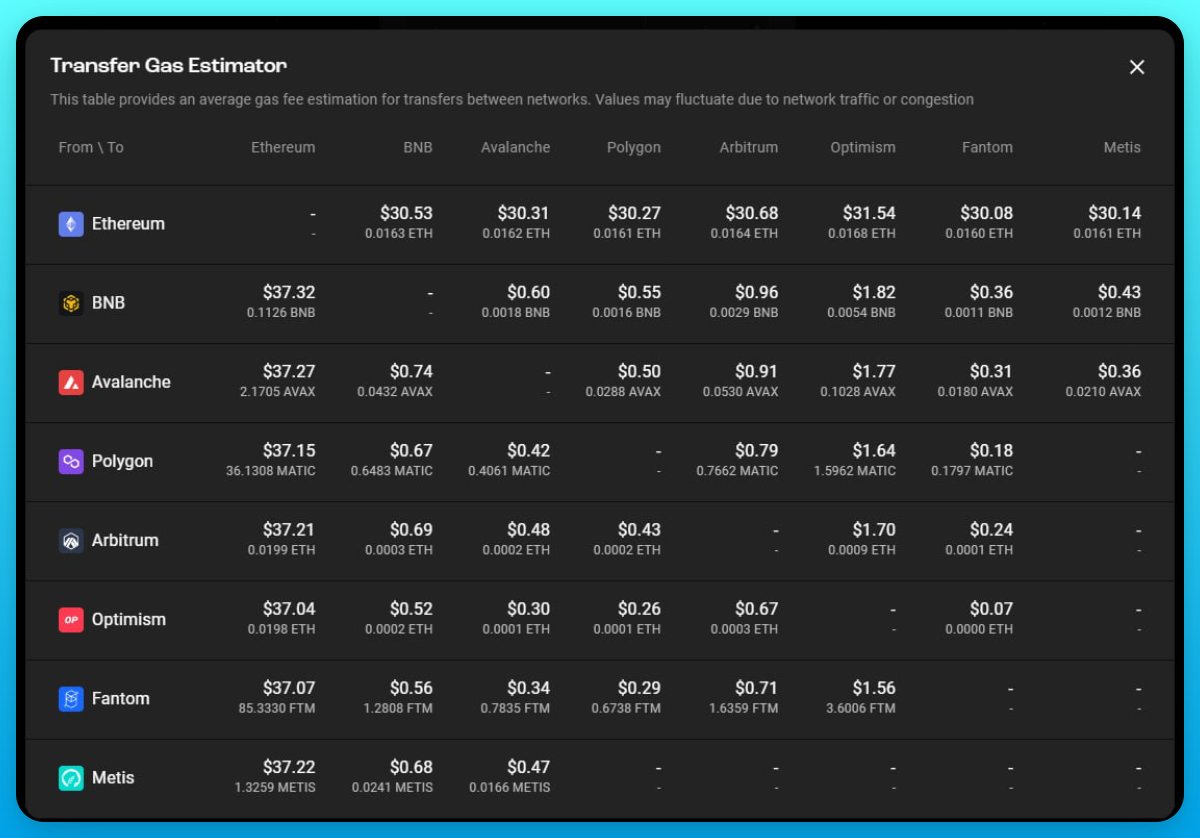 Transfer Gas Estimator
This table provides an average gas fee estimation for transfers between networks. Values may fluctuate due to network traffic or congestion
From \ To Ethereum BNB Avalanche Polygon Arbitrum Optimism Fantom Metis
Ethereum - $30.53 $30.31 $30.27 $30.68 $31.54 $30.08 $30.14
- 0.0163 ETH 0.0162 ETH 0.0161 ETH 0.0164 ETH 0.0168 ETH 0.0160 ETH 0.0161 ETH
BNB $37.32 - $0.60 $0.55 $0.96 $1.82 $0.36 $0.43
0.1126 BNB - 0.0018 BNB 0.0016 BNB 0.0029 BNB 0.0054 BNB 0.0011 BNB 0.0012 BNB
Avalanche $37.27 $0.74 - $0.50 $0.91 $1.77 $0.31 $0.36
2.1705 AVAX 0.0432 AVAX - 0.0288 AVAX 0.0530 AVAX 0.1028 AVAX 0.0180 AVAX 0.0210 AVAX
Polygon $37.15 $0.67 $0.42 - $0.79 $1.64 $0.18 -
36.1308 MATIC 0.6483 MATIC 0.4061 MATIC - 0.7662 MATIC 1.5962 MATIC 0.1797 MATIC -
Arbitrum $37.21 $0.69 $0.48 $0.43 - $1.70 $0.24 -
0.0199 ETH 0.0003 ETH 0.0002 ETH 0.0002 ETH - 0.0009 ETH 0.0001 ETH -
OP Optimism $37.04 $0.52 $0.30 $0.26 $0.67 - $0.07 -
0.0198 ETH 0.0002 ETH 0.0001 ETH 0.0001 ETH 0.0003 ETH - 0.0000 ETH -
Fantom $37.07 $0.56 $0.34 $0.29 $0.71 $1.56 - -
85.3330 FTM 1.2808 FTM 0.7835 FTM 0.6738 FTM 1.6359 FTM 3.6006 FTM - -
Metis $37.22 $0.68 $0.47 - - - - -
1.3259 METIS 0.0241 METIS 0.0166 METIS - - - - -